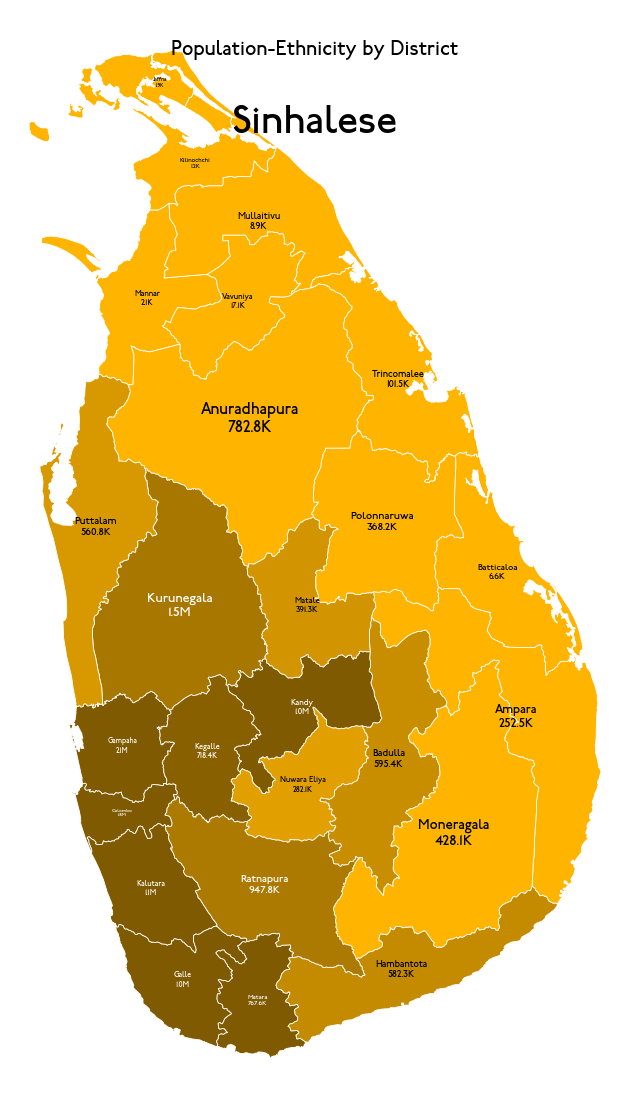 Population-Ethnicity by District
Sinhalese
Jaffna
Kilinochchi
1.2K
Mullaitivu
8.9K
Mannar
2.1K
Vavuniya
17.1K
Trincomalee
101.5K
Anuradhapura
782.8K
Puttalam
560.8K
Polonnaruwa
368.2K
Batticaloa
6.6K
Kurunegala
1.5M
Matale
391.3K
Kandy
1.0M
Ampara
252.5K
Gampaha
2.1M
Kegalle
718.4K
Badulla
595.4K
Nuwara Eliya
282.1K
Colombo
1.8M
Moneragala
428.1K
Kalutara
1.1M
Ratnapura
947.8K
Hambantota
582.3K
Galle
1.0M
Matara
767.6K